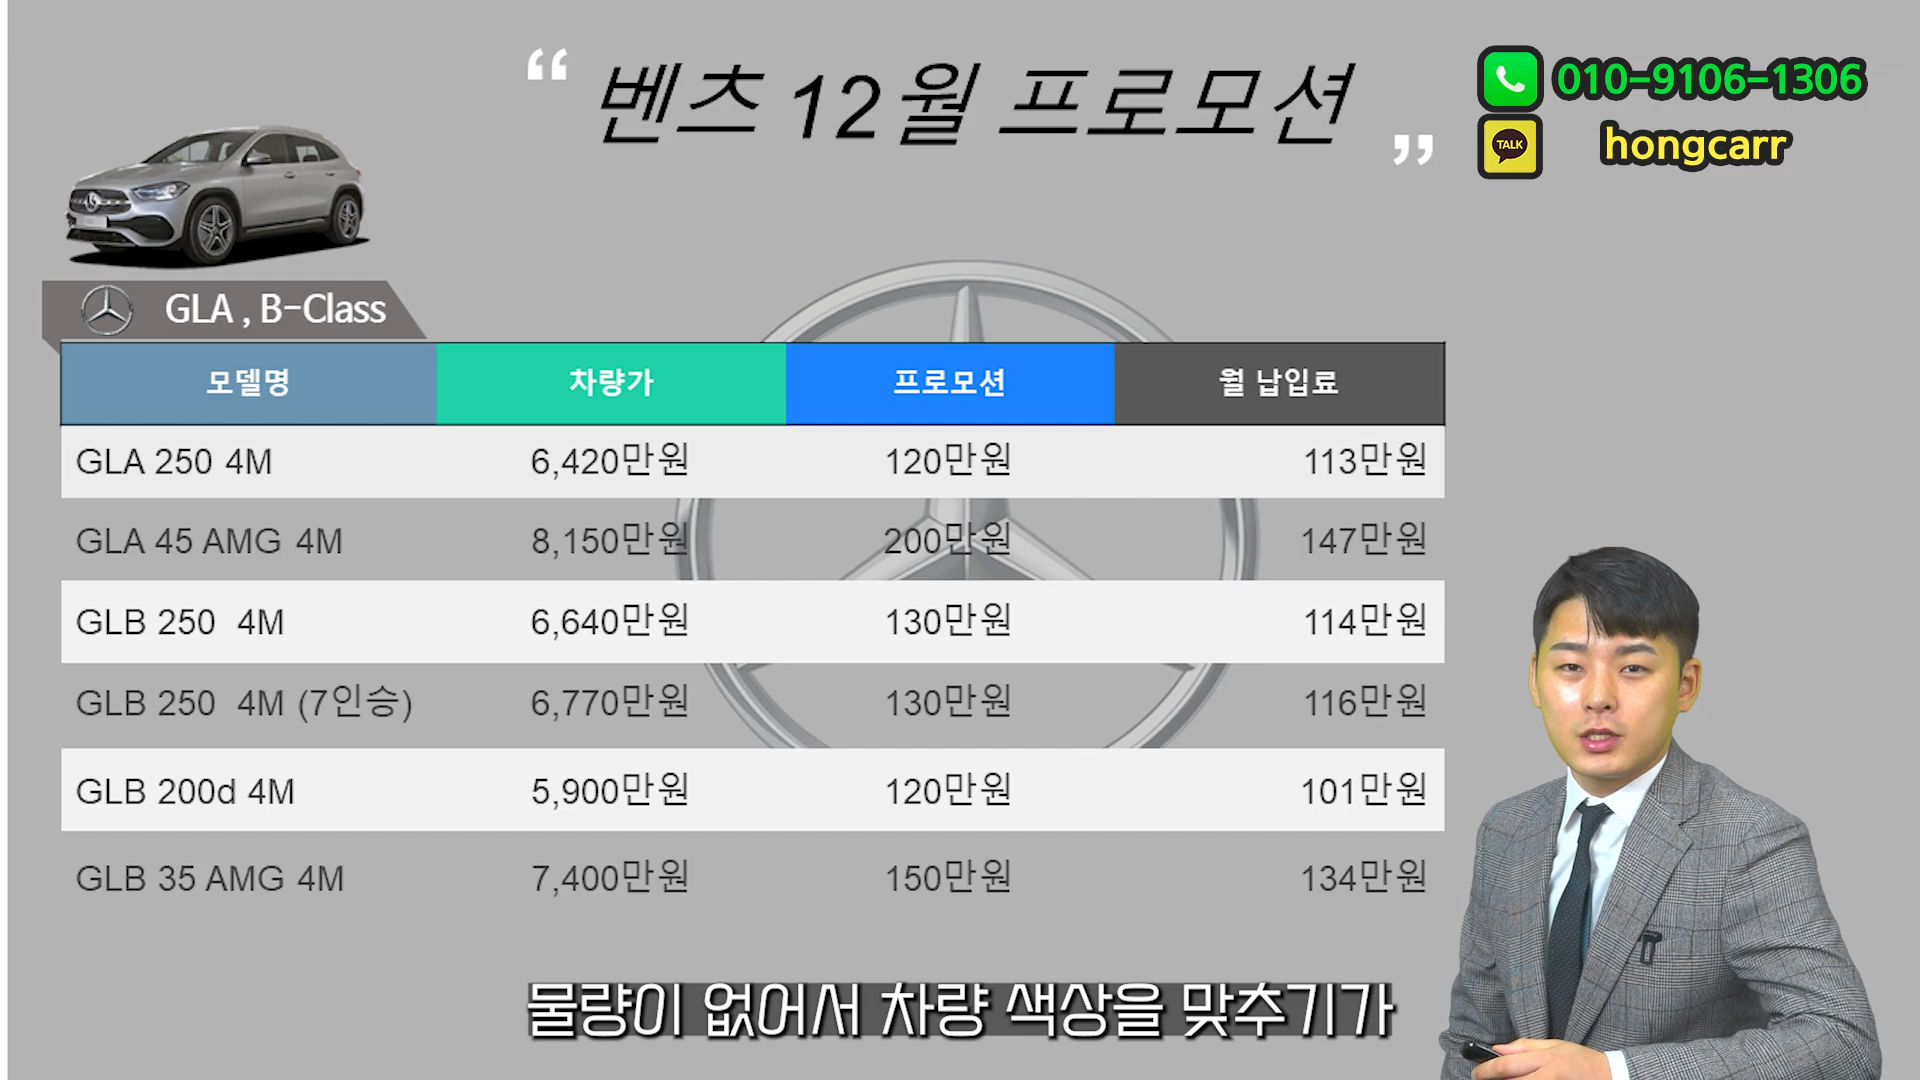 “ 벤츠 12월 프로모션 ”
010-9106-1306
TALK
hongcarr
GLA , B-Class
모델명 차량가 프로모션 월 납입료
GLA 250 4M 6,420만원 120만원 113만원
GLA 45 AMG 4M 8,150만원 200만원 147만원
GLB 250 4M 6,640만원 130만원 114만원
GLB 250 4M (7인승) 6,770만원 130만원 116만원
GLB 200d 4M 5,900만원 120만원 101만원
GLB 35 AMG 4M 7,400만원 150만원 134만원
물량이 없어서 차량 색상을 맞추기가